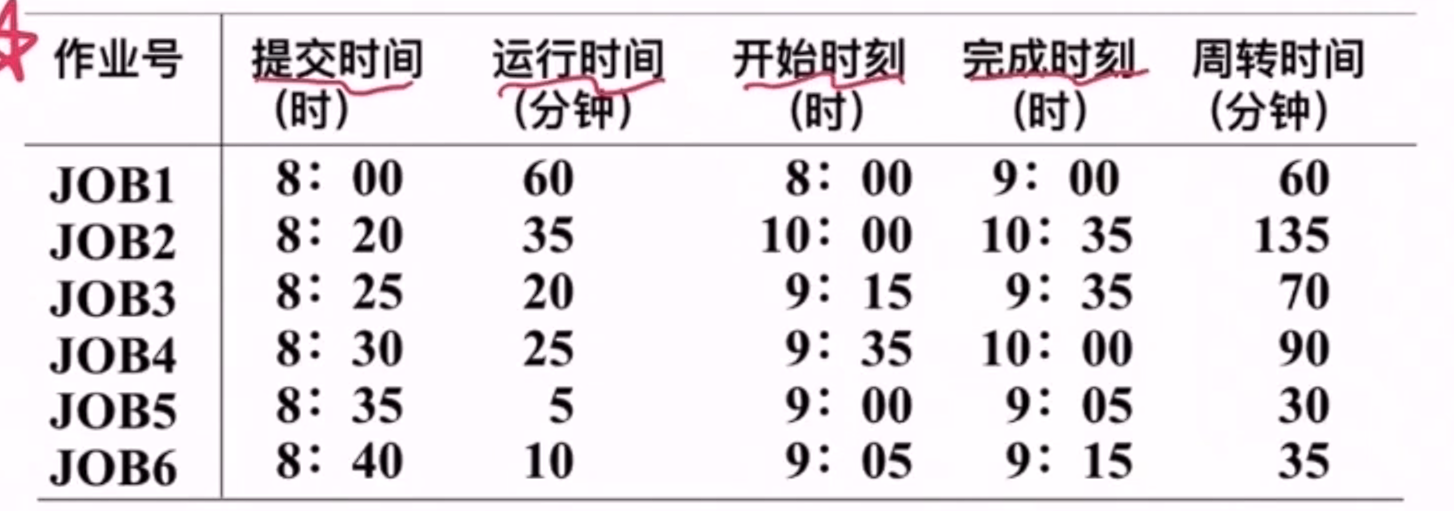 作业号 提交时间 运行时间 开始时刻 完成时刻 周转时间
(时) (分钟) (时) (时) (分钟)
JOB1 8：00 60 8：00 9：00 60
JOB2 8：20 35 10：00 10：35 135
JOB3 8：25 20 9：15 9：35 70
JOB4 8：30 25 9：35 10：00 90
JOB5 8：35 5 9：00 9：05 30
JOB6 8：40 10 9：05 9：15 35